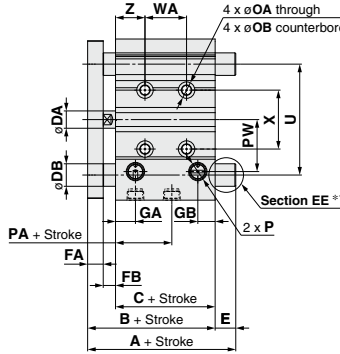 Z
WA
4 x øOA through
4 x øOB counterbore
øDA
X
PW
U
øDB
Section EE *
GA
GB
2 x P
PA + Stroke
FA
FB
C + Stroke
B + Stroke
E
A + Stroke